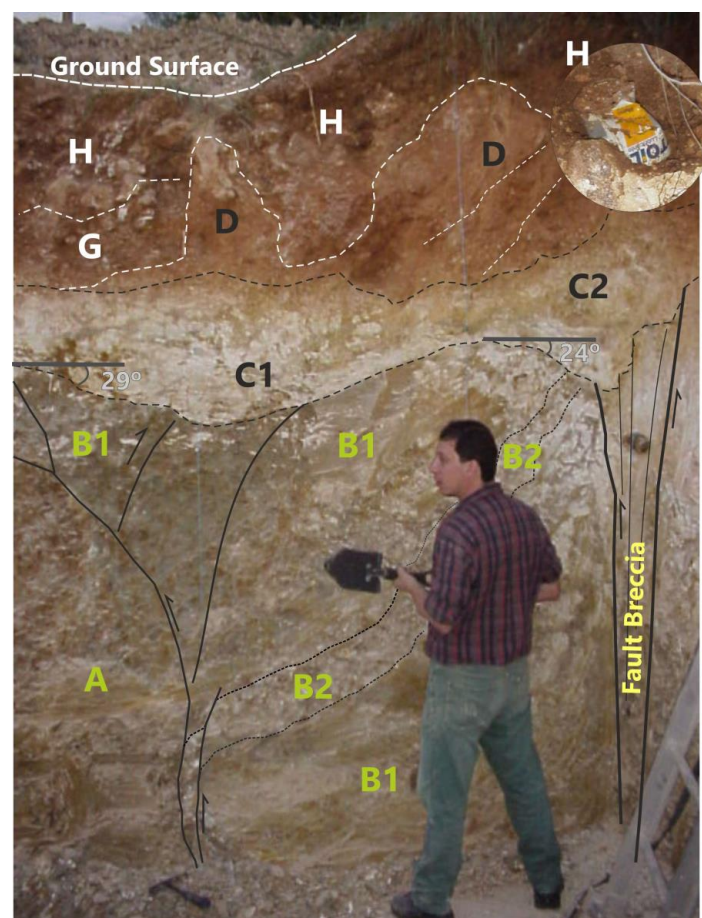 Ground Surface
H
H
H
D
D
G
C2
24°
29°
C1
B1
B1
B2
A
B2
B1
Fault Breccia